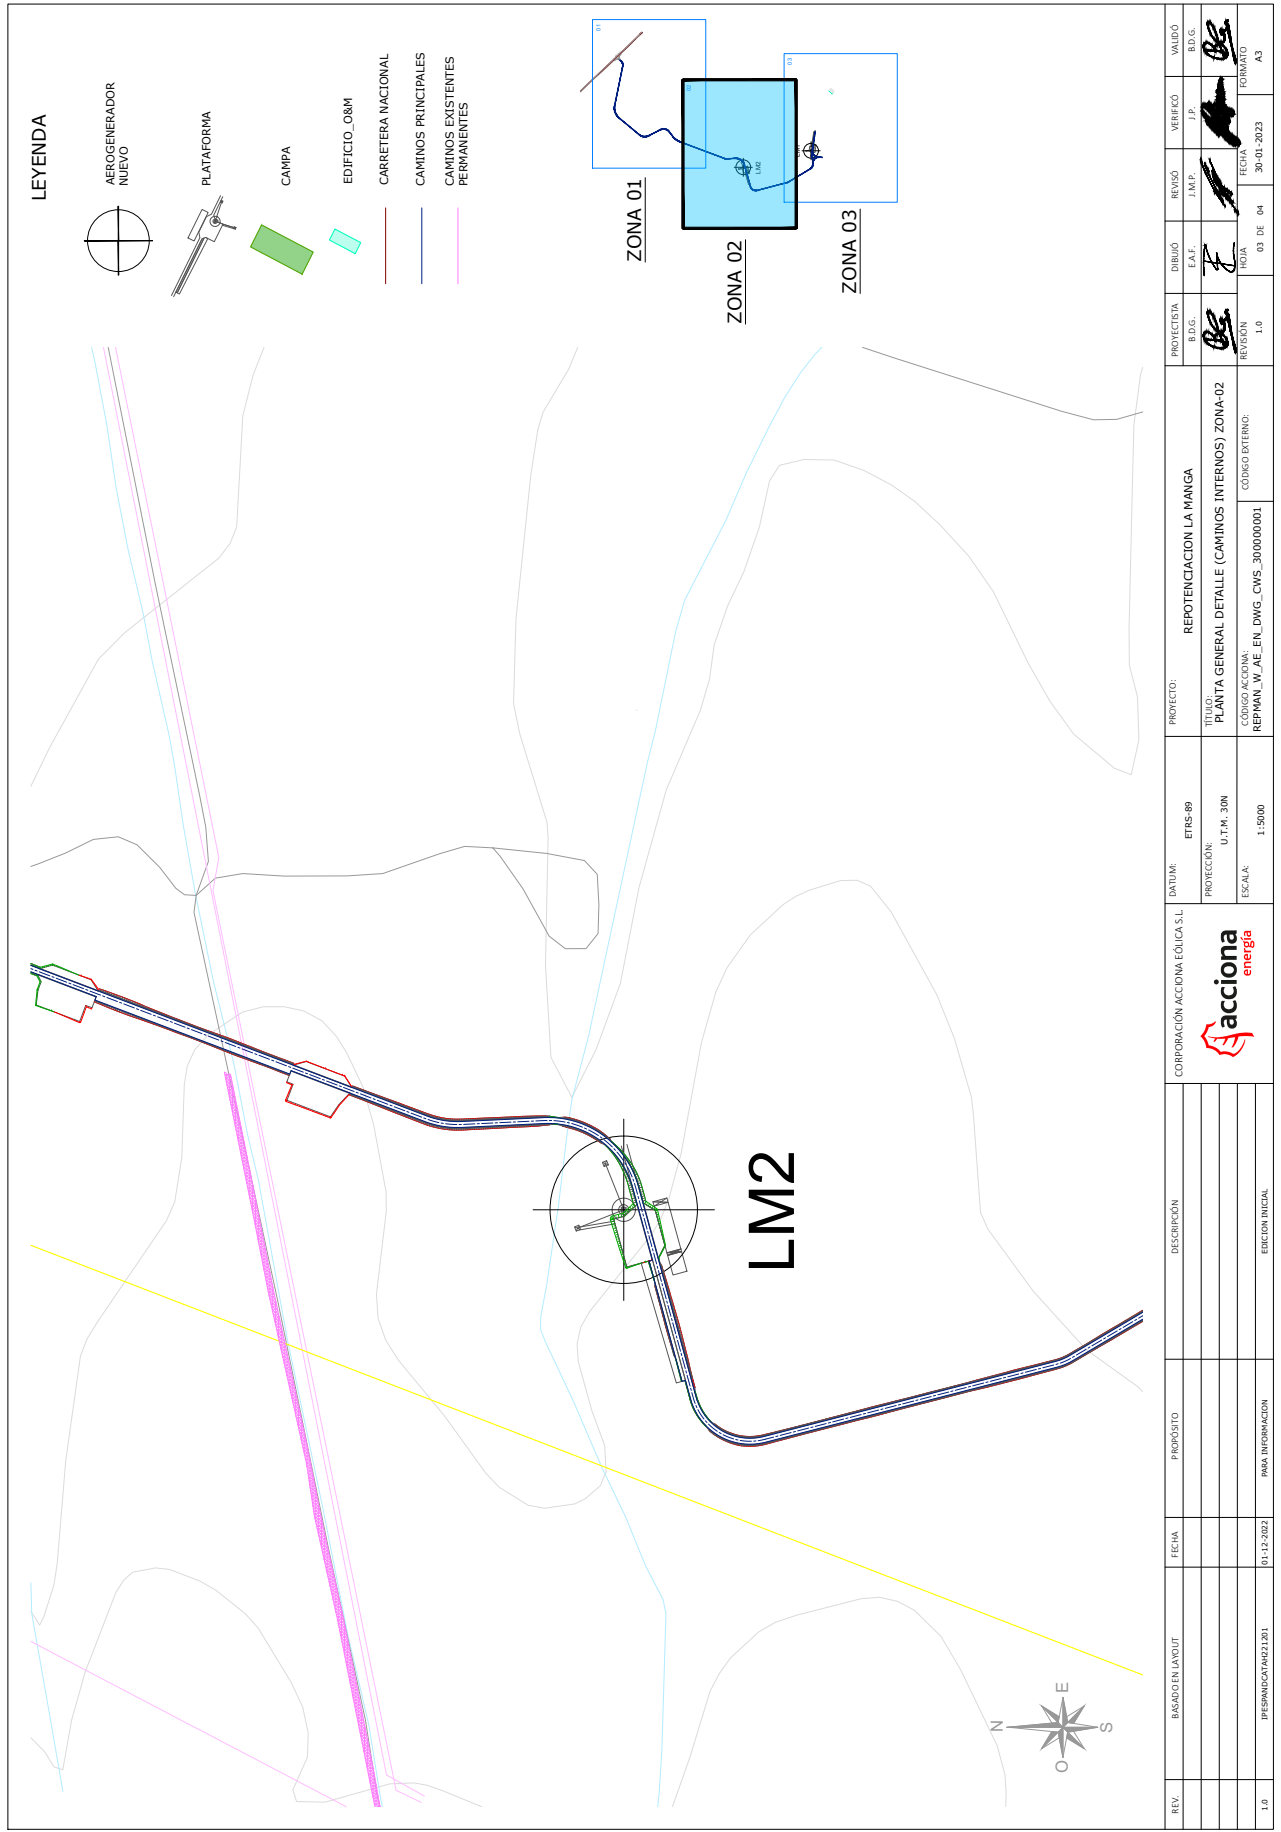 LEYENDA
AEROGENERADOR
NUEVO
PLATAFORMA
CAMPA
EDIFICIO_O&M
CARRETERA NACIONAL
CAMINOS PRINCIPALES
CAMINOS EXISTENTES
PERMANENTES
01
02
03
LM2
ZONA 01
ZONA 02
ZONA 03
LM2
N
O
E
S
REV.
BASADO EN LAYOUT
FECHA
PROPÓSITO
DESCRIPCIÓN
1.0
IPESPANDCATAH221201
01-12-2022
PARA INFORMACION
EDICION INICIAL
CORPORACIÓN ACCIONA EÓLICA S.L.
acciona
energía
DATUM:
ETRS-89
PROYECCIÓN:
U.T.M. 30N
ESCALA:
1:5000
PROYECTO:
REPOTENCIACION LA MANGA
TÍTULO:
PLANTA GENERAL DETALLE (CAMINOS INTERNOS) ZONA-02
CÓDIGO ACCIONA:
REPMAN_W_AE_EN_DWG_CWS_300000001
CÓDIGO EXTERNO:
PROYECTISTA
DIBUJÓ
REVISÓ
VERIFICÓ
VALIDÓ
B.D.G.
E.A.F.
J.M.P.
J.P.
B.D.G.
REVISIÓN
1.0
HOJA
03 DE 04
FECHA
30-01-2023
FORMATO
A3